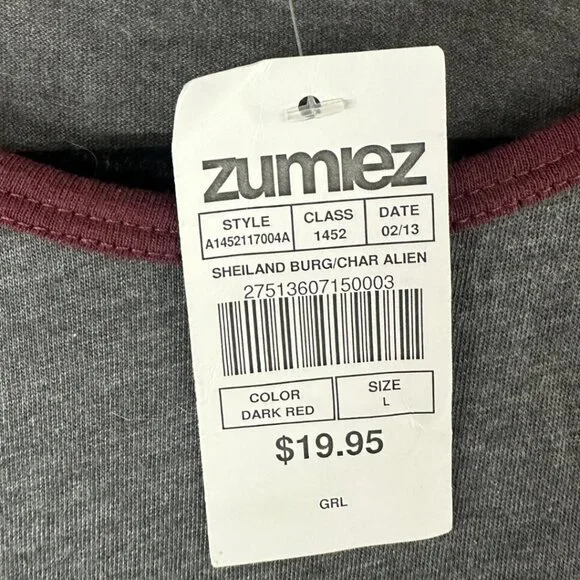 zumiez
STYLE CLASS DATE
A1452117004A 1452 02/13
SHEILAND BURG/CHAR ALIEN
27513607150003
COLOR SIZE
DARK RED L
$19.95
GRL